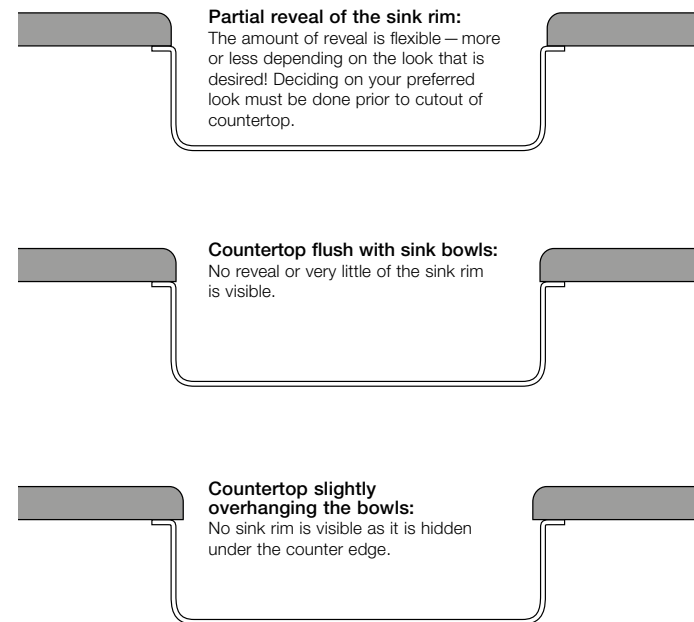 Partial reveal of the sink rim:
The amount of reveal is flexible — more
or less depending on the look that is
desired! Deciding on your preferred
look must be done prior to cutout of
countertop.
Countertop flush with sink bowls:
No reveal or very little of the sink rim
is visible.
Countertop slightly
overhanging the bowls:
No sink rim is visible as it is hidden
under the counter edge.